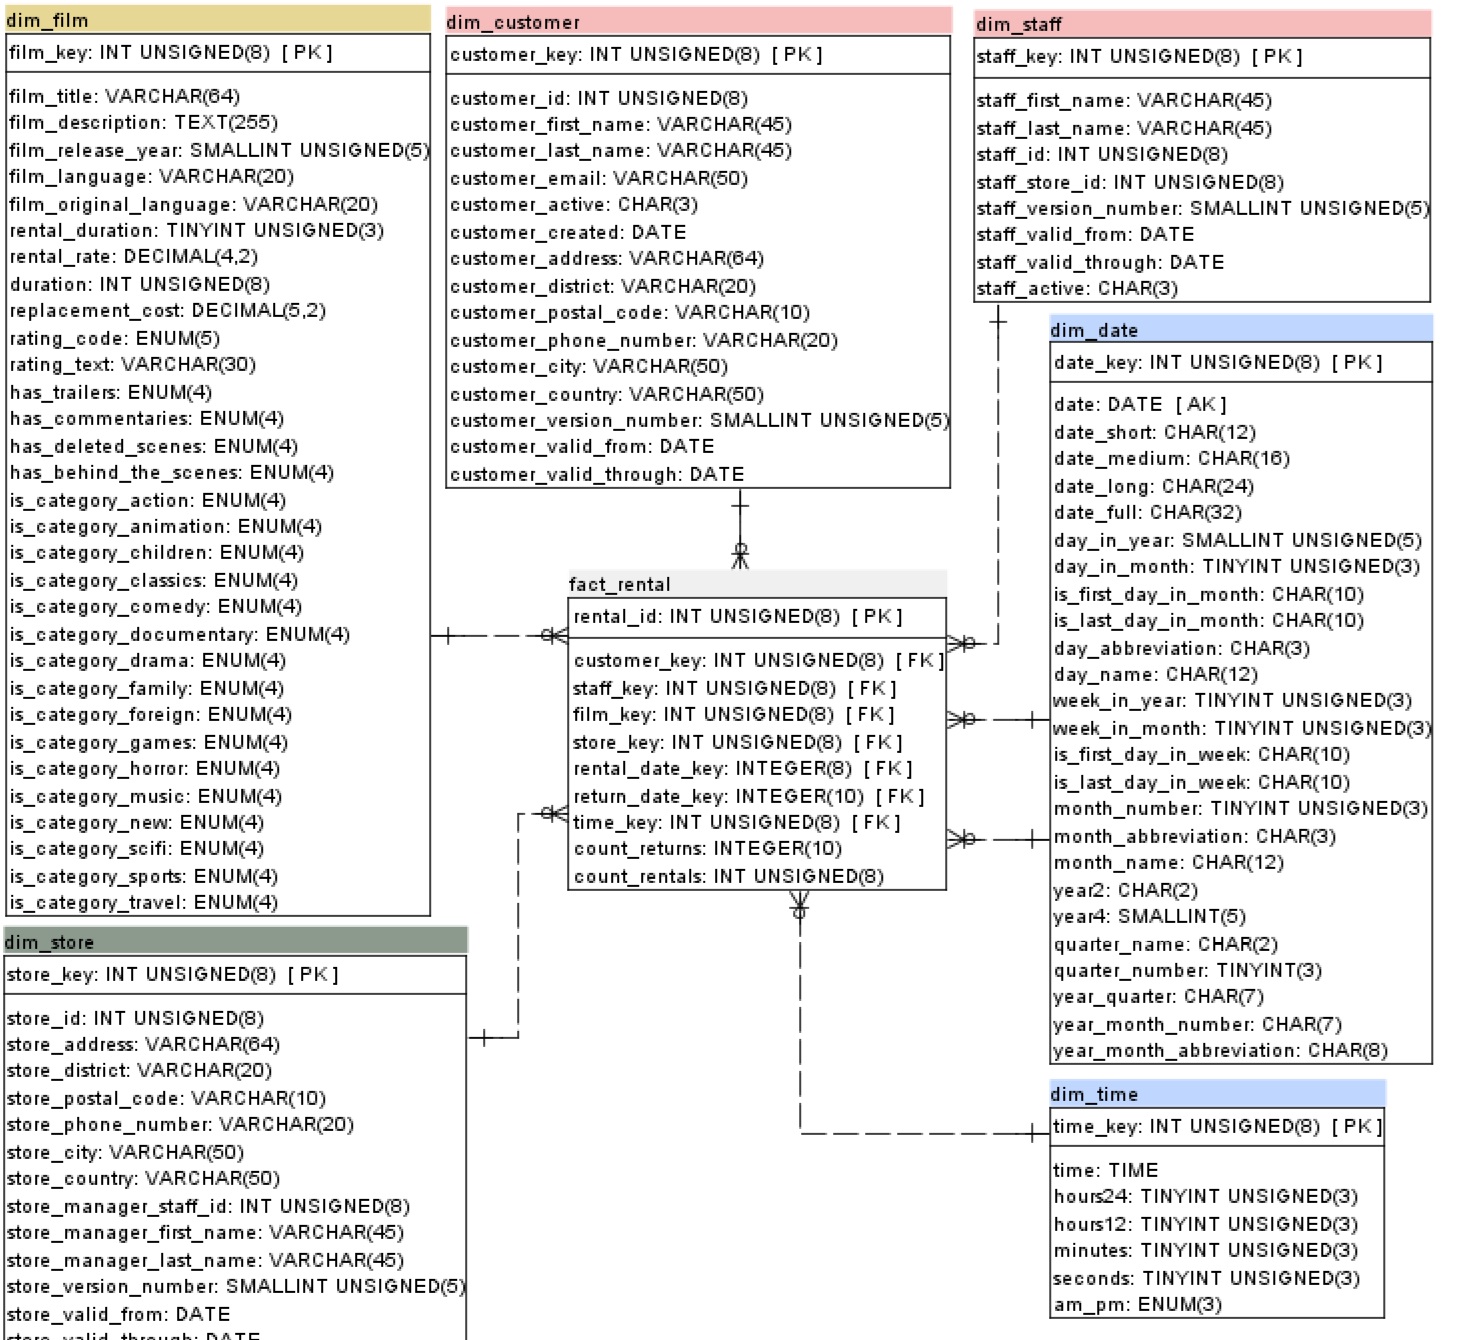 dim_film
film_key: INT UNSIGNED(8) [ PK ]
film_title: VARCHAR(64)
film_description: TEXT(255)
film_release_year: SMALLINT UNSIGNED(5)
film_language: VARCHAR(20)
film_original_language: VARCHAR(20)
rental_duration: TINYINT UNSIGNED(3)
rental_rate: DECIMAL(4,2)
duration: INT UNSIGNED(8)
replacement_cost: DECIMAL(5,2)
rating_code: ENUM(5)
rating_text: VARCHAR(30)
has_trailers: ENUM(4)
has_commentaries: ENUM(4)
has_deleted_scenes: ENUM(4)
has_behind_the_scenes: ENUM(4)
is_category_action: ENUM(4)
is_category_animation: ENUM(4)
is_category_children: ENUM(4)
is_category_classics: ENUM(4)
is_category_comedy: ENUM(4)
is_category_documentary: ENUM(4)
is_category_drama: ENUM(4)
is_category_family: ENUM(4)
is_category_foreign: ENUM(4)
is_category_games: ENUM(4)
is_category_horror: ENUM(4)
is_category_music: ENUM(4)
is_category_new: ENUM(4)
is_category_scifi: ENUM(4)
is_category_sports: ENUM(4)
is_category_travel: ENUM(4)
dim_customer
customer_key: INT UNSIGNED(8) [ PK ]
customer_id: INT UNSIGNED(8)
customer_first_name: VARCHAR(45)
customer_last_name: VARCHAR(45)
customer_email: VARCHAR(50)
customer_active: CHAR(3)
customer_created: DATE
customer_address: VARCHAR(64)
customer_district: VARCHAR(20)
customer_postal_code: VARCHAR(10)
customer_phone_number: VARCHAR(20)
customer_city: VARCHAR(50)
customer_country: VARCHAR(50)
customer_version_number: SMALLINT UNSIGNED(5)
customer_valid_from: DATE
customer_valid_through: DATE
dim_staff
staff_key: INT UNSIGNED(8) [ PK ]
staff_first_name: VARCHAR(45)
staff_last_name: VARCHAR(45)
staff_id: INT UNSIGNED(8)
staff_store_id: INT UNSIGNED(8)
staff_version_number: SMALLINT UNSIGNED(5)
staff_valid_from: DATE
staff_valid_through: DATE
staff_active: CHAR(3)
dim_date
date_key: INT UNSIGNED(8) [ PK ]
date: DATE [ AK ]
date_short: CHAR(12)
date_medium: CHAR(16)
date_long: CHAR(24)
date_full: CHAR(32)
day_in_year: SMALLINT UNSIGNED(5)
day_in_month: TINYINT UNSIGNED(3)
is_first_day_in_month: CHAR(10)
is_last_day_in_month: CHAR(10)
day_abbreviation: CHAR(3)
day_name: CHAR(12)
week_in_year: TINYINT UNSIGNED(3)
week_in_month: TINYINT UNSIGNED(3)
is_first_day_in_week: CHAR(10)
is_last_day_in_week: CHAR(10)
month_number: TINYINT UNSIGNED(3)
month_abbreviation: CHAR(3)
month_name: CHAR(12)
year2: CHAR(2)
year4: SMALLINT(5)
quarter_name: CHAR(2)
quarter_number: TINYINT(3)
year_quarter: CHAR(7)
year_month_number: CHAR(7)
year_month_abbreviation: CHAR(8)
fact_rental
rental_id: INT UNSIGNED(8) [ PK ]
customer_key: INT UNSIGNED(8) [ FK ]
staff_key: INT UNSIGNED(8) [ FK ]
film_key: INT UNSIGNED(8) [ FK ]
store_key: INT UNSIGNED(8) [ FK ]
rental_date_key: INTEGER(8) [ FK ]
return_date_key: INTEGER(10) [ FK ]
time_key: INT UNSIGNED(8) [ FK ]
count_returns: INTEGER(10)
count_rentals: INT UNSIGNED(8)
dim_store
store_key: INT UNSIGNED(8) [ PK ]
store_id: INT UNSIGNED(8)
store_address: VARCHAR(64)
store_district: VARCHAR(20)
store_postal_code: VARCHAR(10)
store_phone_number: VARCHAR(20)
store_city: VARCHAR(50)
store_country: VARCHAR(50)
store_manager_staff_id: INT UNSIGNED(8)
store_manager_first_name: VARCHAR(45)
store_manager_last_name: VARCHAR(45)
store_version_number: SMALLINT UNSIGNED(5)
store_valid_from: DATE
store_valid_through: DATE
dim_time
time_key: INT UNSIGNED(8) [ PK ]
time: TIME
hours24: TINYINT UNSIGNED(3)
hours12: TINYINT UNSIGNED(3)
minutes: TINYINT UNSIGNED(3)
seconds: TINYINT UNSIGNED(3)
am_pm: ENUM(3)